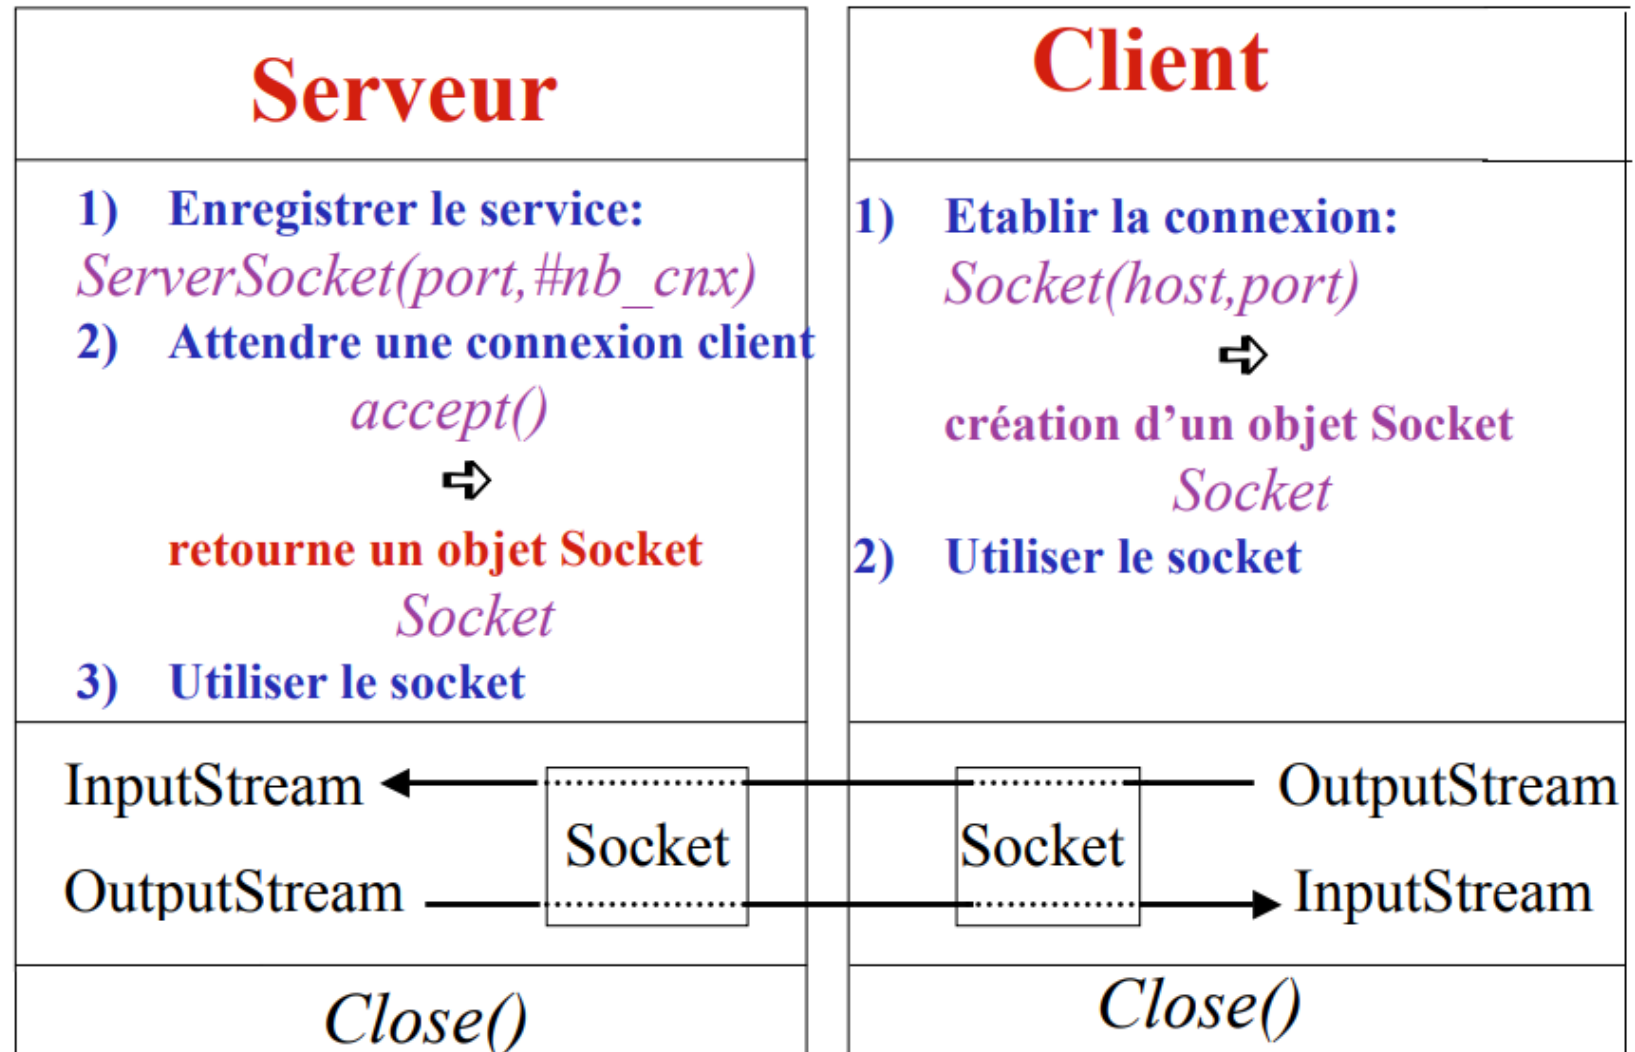 Serveur
1) Enregistrer le service:
ServerSocket(port,#nb_cnx)
2) Attendre une connexion client
accept()
retourne un objet Socket
Socket
3) Utiliser le socket
InputStream
Socket
OutputStream
Close()
Client
1) Etablir la connexion:
Socket(host,port)
création d’un objet Socket
Socket
2) Utiliser le socket
OutputStream
Socket
InputStream
Close()